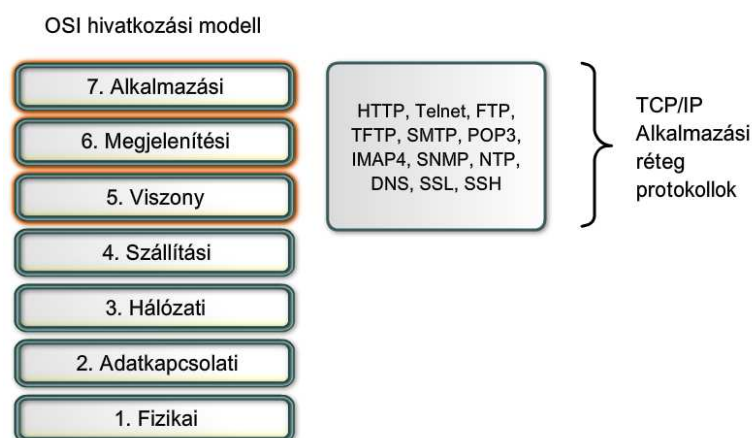 OSI hivatkozási modell
7. Alkalmazási
6. Megjelenítési
5. Viszony
4. Szállítási
3. Hálózati
2. Adatkapcsolati
1. Fizikai
HTTP, Telnet, FTP,
TFTP, SMTP, POP3,
IMAP4, SNMP, NTP,
DNS, SSL, SSH
TCP/IP
Alkalmazási
réteg
protokollok